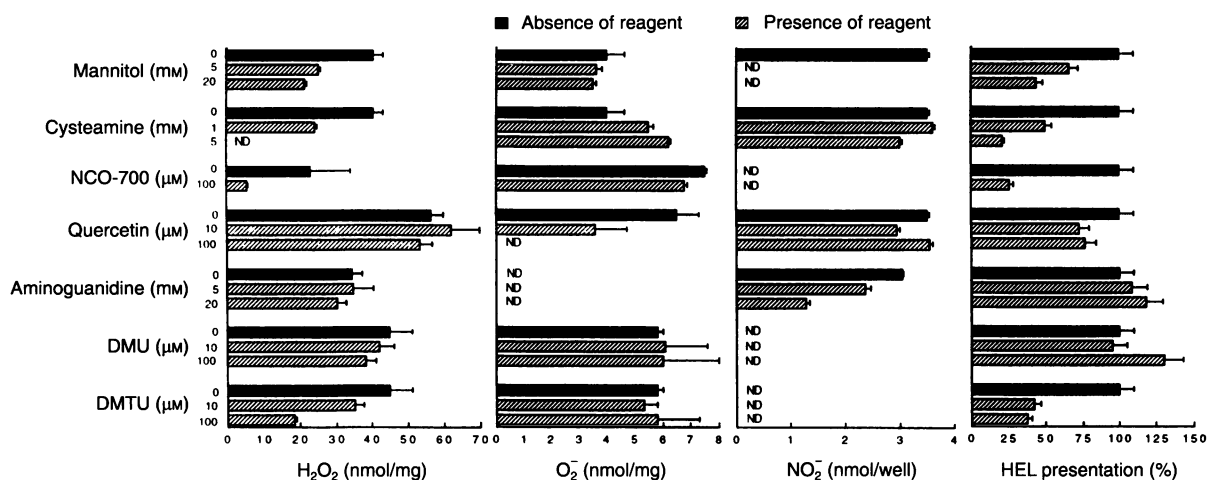 Absence of reagent Presence of reagent
Mannitol (mM) 0 5 20 ND ND
Cysteamine (mM) 0 1 5 ND
NCO-700 (μM) 0 100 ND ND
Quercetin (μM) 0 10 100 ND
Aminoguanidine (mM) 0 5 20 ND ND ND
DMU (μM) 0 10 100 ND ND ND
DMTU (μM) 0 10 100 ND ND ND
0 10 20 30 40 50 60 70 0 1 2 3 4 5 6 7 8 0 1 2 3 4 0 25 50 75 100 125 150
H₂O₂ (nmol/mg) O₂⁻ (nmol/mg) NO₂⁻ (nmol/well) HEL presentation (%)